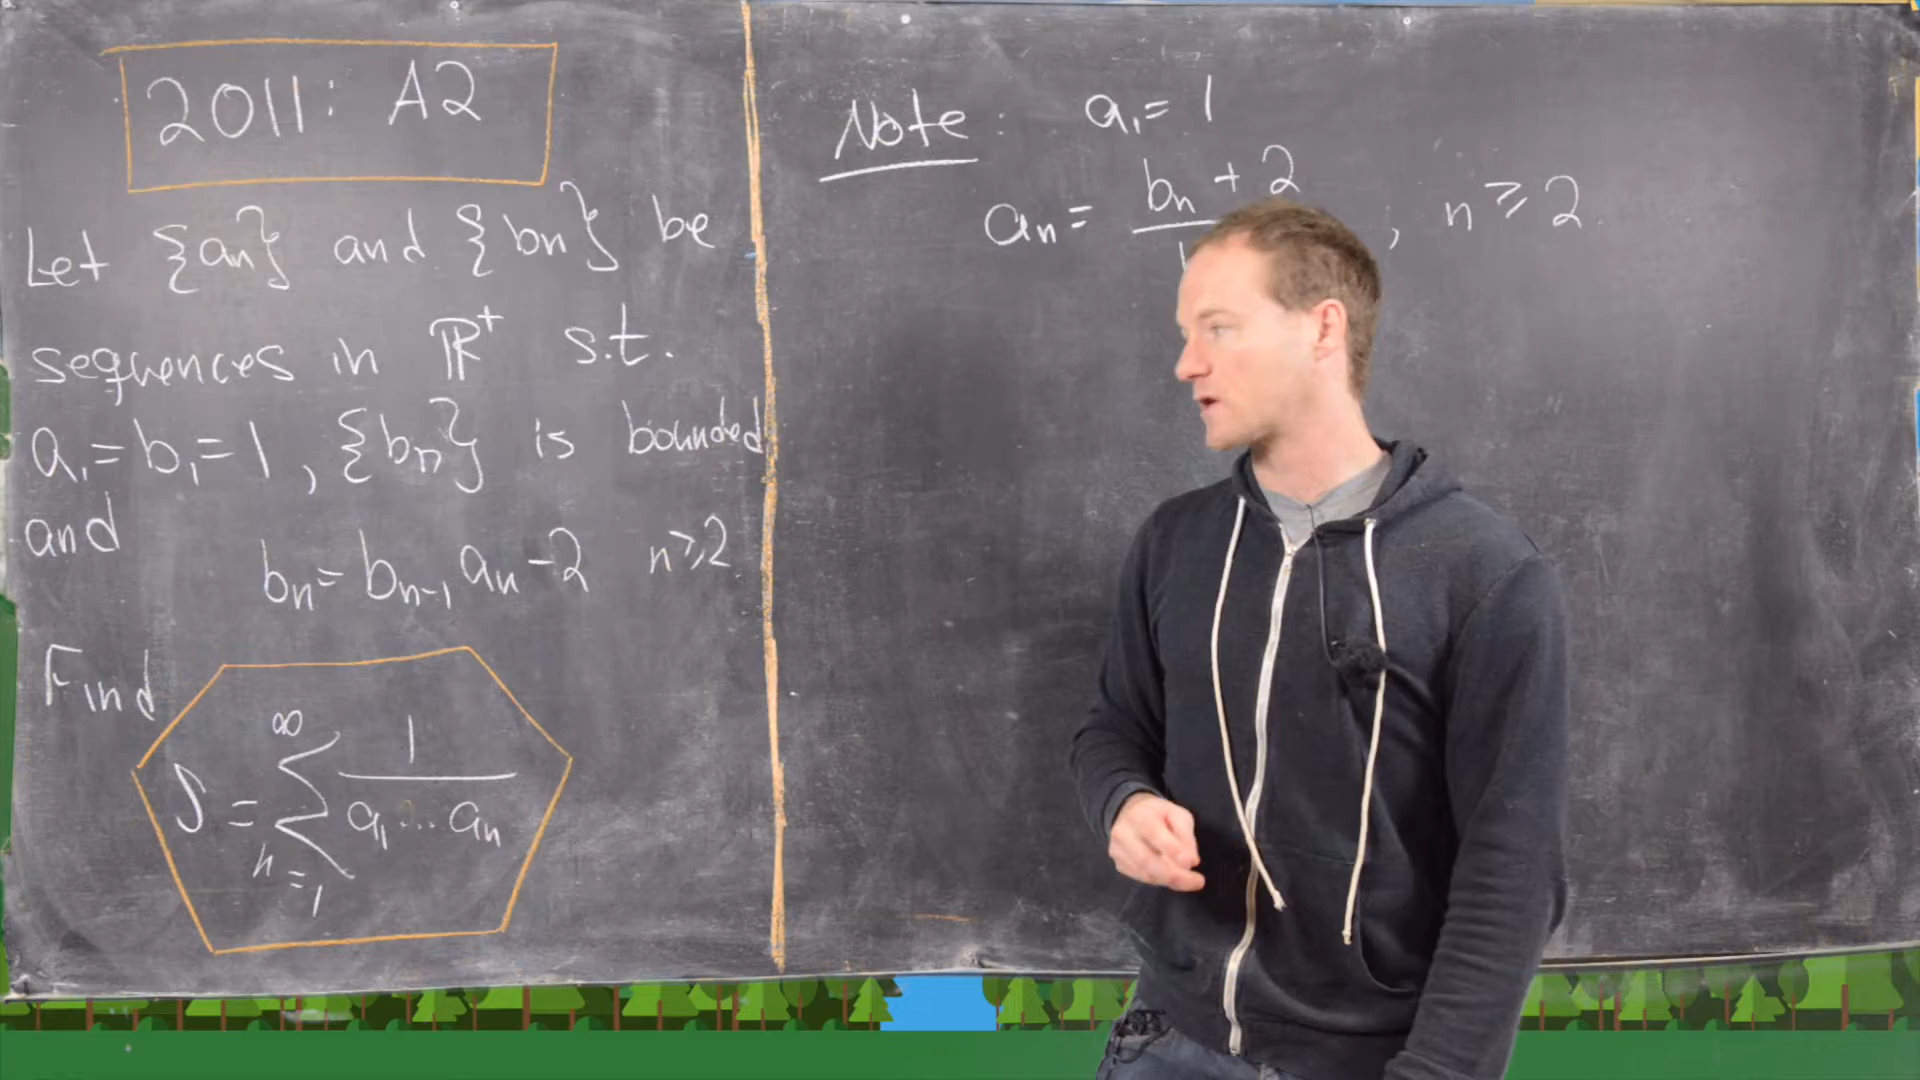 2011: A2
Let {an} and {bn} be
sequences in ℝ⁺ s.t.
a₁=b₁=1, {bn} is bounded
and
bn=bn-1 an-2 n≥2.
Find
S = ∑ n=1 ∞ 1/(a₁...an)
Note: a₁=1
an= bn+2 , n≥2